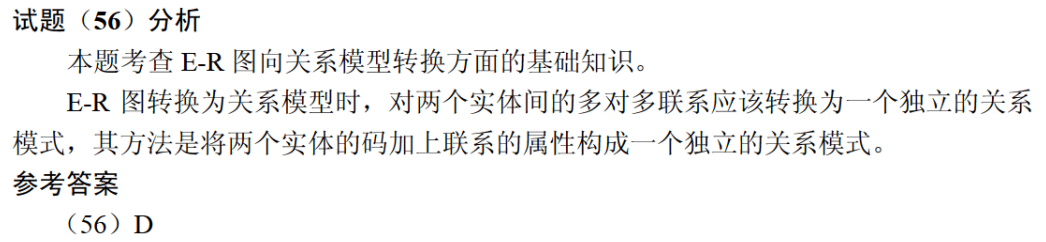 试题（56）分析
本题考查 E-R 图向关系模型转换方面的基础知识。
E-R 图转换为关系模型时，对两个实体间的多对多联系应该转换为一个独立的关系
模式，其方法是将两个实体的码加上联系的属性构成一个独立的关系模式。
参考答案
（56）D